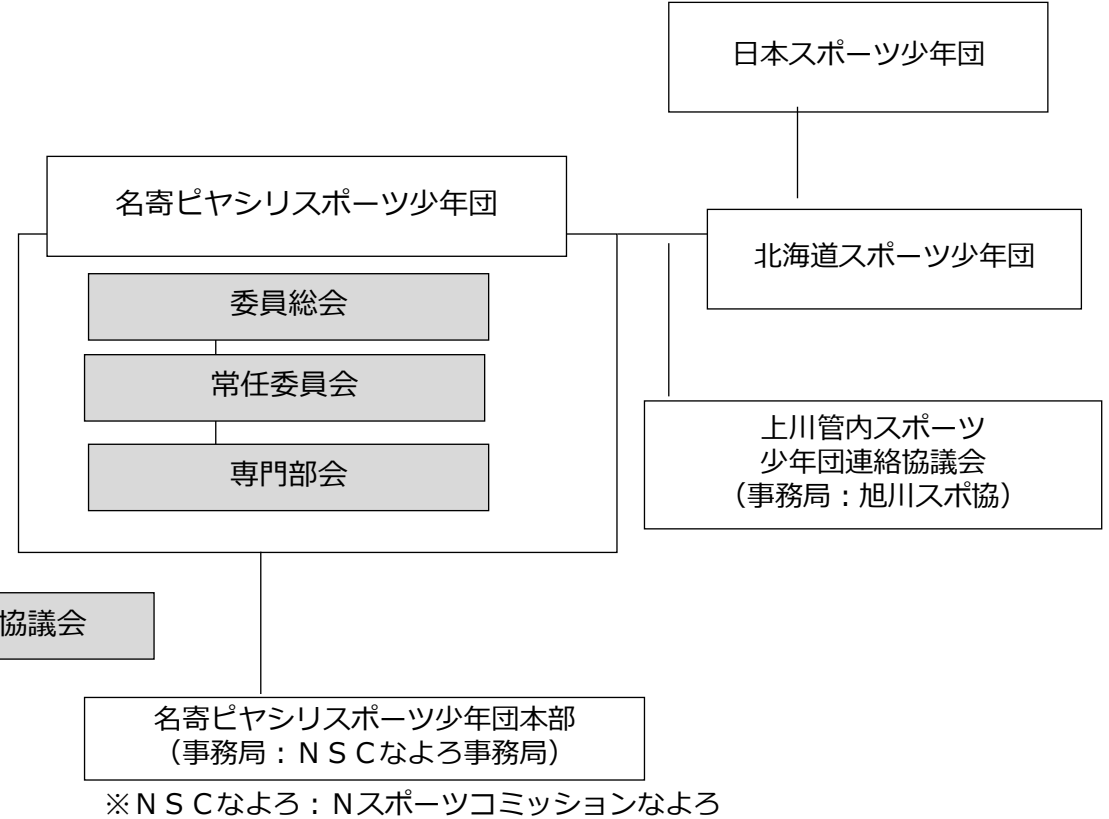 日本スポーツ少年団
名寄ピヤシリスポーツ少年団
北海道スポーツ少年団
委員総会
常任委員会
専門部会
上川管内スポーツ
少年団連絡協議会
（事務局：旭川スポ協）
協議会
名寄ピヤシリスポーツ少年団本部
（事務局：ＮＳＣなよろ事務局）
※ＮＳＣなよろ：Ｎスポーツコミッションなよろ